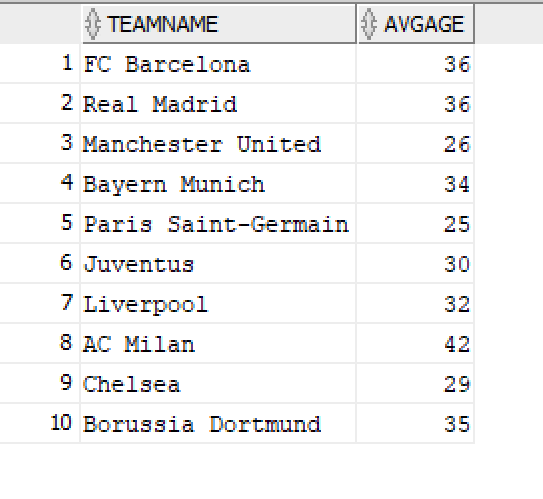 TEAMNAME AVGAGE
1 FC Barcelona 36
2 Real Madrid 36
3 Manchester United 26
4 Bayern Munich 34
5 Paris Saint-Germain 25
6 Juventus 30
7 Liverpool 32
8 AC Milan 42
9 Chelsea 29
10 Borussia Dortmund 35